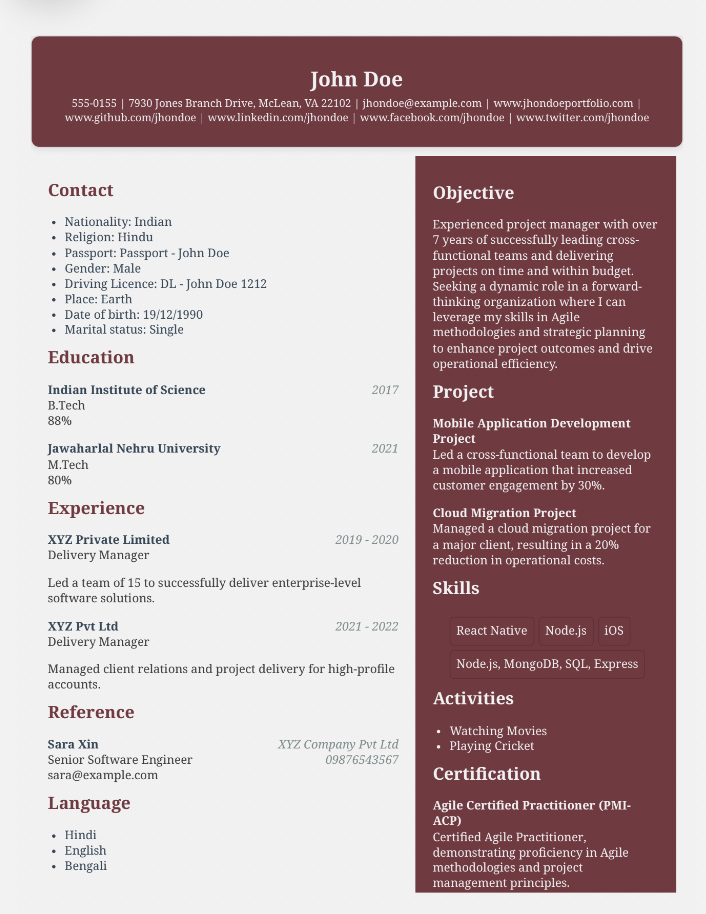 John Doe
555-0155 | 7930 Jones Branch Drive, McLean, VA 22102 | jhondoe@example.com | www.jhondoeportfolio.com |
www.github.com/jhondoe | www.linkedin.com/jhondoe | www.facebook.com/jhondoe | www.twitter.com/jhondoe
Contact
• Nationality: Indian
• Religion: Hindu
• Passport: Passport - John Doe
• Gender: Male
• Driving Licence: DL - John Doe 1212
• Place: Earth
• Date of birth: 19/12/1990
• Marital status: Single
Education
Indian Institute of Science 2017
B.Tech
88%
Jawaharlal Nehru University 2021
M.Tech
80%
Experience
XYZ Private Limited 2019 - 2020
Delivery Manager
Led a team of 15 to successfully deliver enterprise-level
software solutions.
XYZ Pvt Ltd 2021 - 2022
Delivery Manager
Managed client relations and project delivery for high-profile
accounts.
Reference
Sara Xin XYZ Company Pvt Ltd
Senior Software Engineer 09876543567
sara@example.com
Language
• Hindi
• English
• Bengali
Objective
Experienced project manager with over
7 years of successfully leading cross-
functional teams and delivering
projects on time and within budget.
Seeking a dynamic role in a forward-
thinking organization where I can
leverage my skills in Agile
methodologies and strategic planning
to enhance project outcomes and drive
operational efficiency.
Project
Mobile Application Development
Project
Led a cross-functional team to develop
a mobile application that increased
customer engagement by 30%.
Cloud Migration Project
Managed a cloud migration project for
a major client, resulting in a 20%
reduction in operational costs.
Skills
React Native Node.js iOS
Node.js, MongoDB, SQL, Express
Activities
• Watching Movies
• Playing Cricket
Certification
Agile Certified Practitioner (PMI-
ACP)
Certified Agile Practitioner,
demonstrating proficiency in Agile
methodologies and project
management principles.